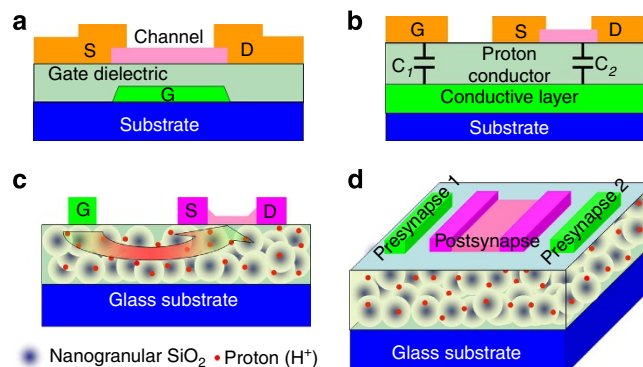 a
Channel
S
D
Gate dielectric
G
Substrate
b
G
S
D
C1
Proton
conductor
C2
Conductive layer
Substrate
c
G
S
D
Glass substrate
Nanogranular SiO2
Proton (H+)
d
Presynapse 1
Postsynapse
Presynapse 2
Glass substrate